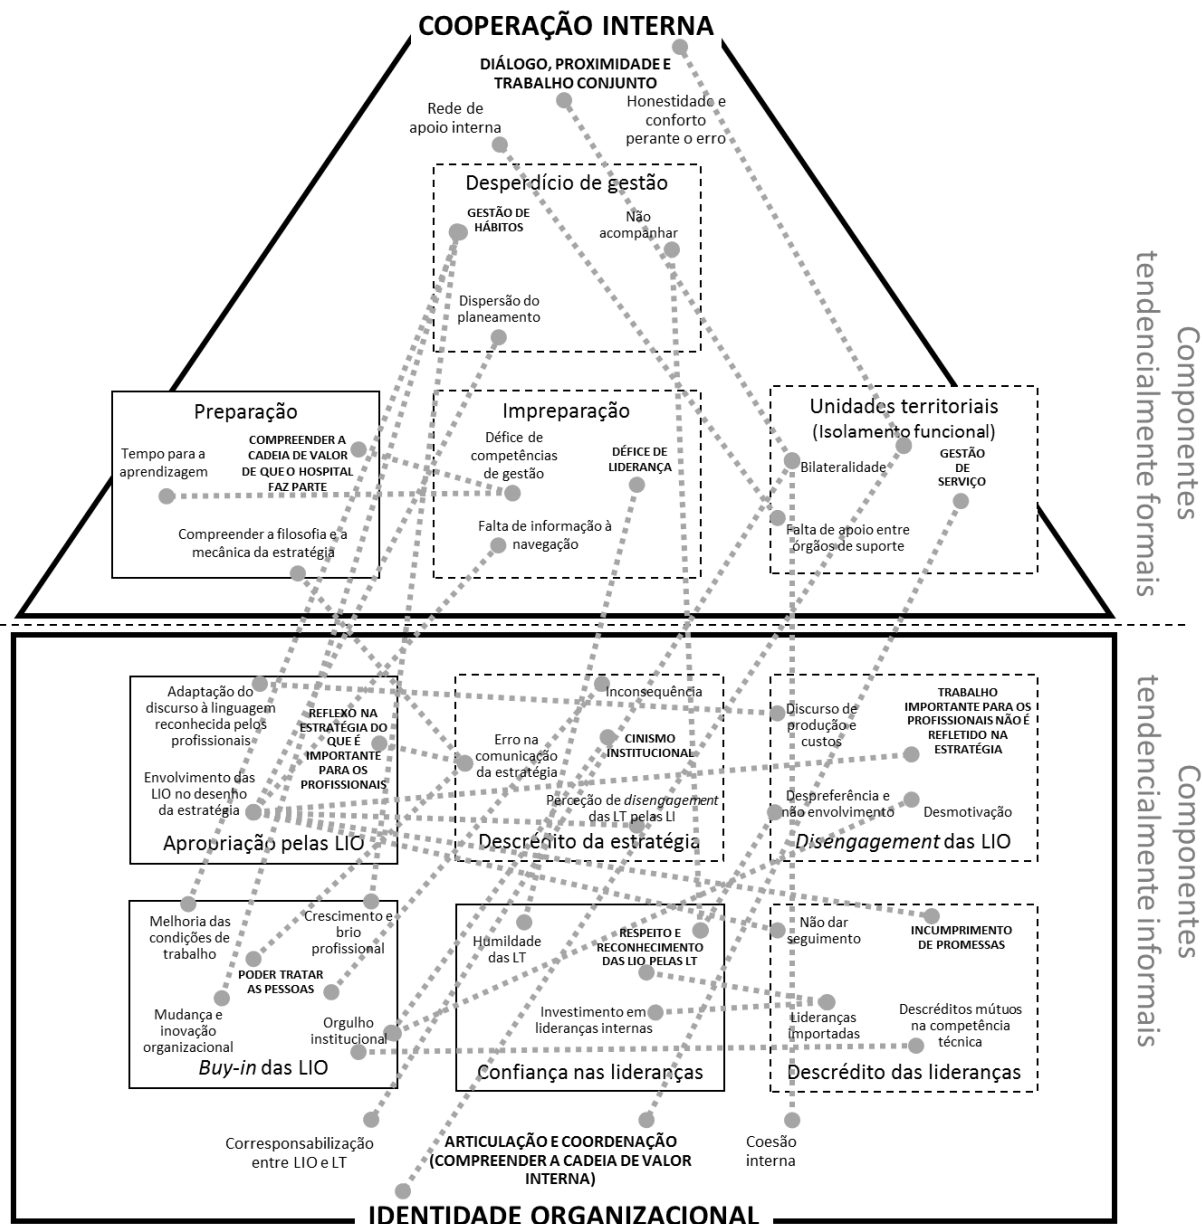 COOPERAÇÃO INTERNA
DIÁLOGO, PROXIMIDADE E
TRABALHO CONJUNTO
Rede de
apoio interna
Honestidade e
conforto
perante o erro
Desperdício de gestão
GESTÃO DE
HÁBITOS
Não
acompanhar
Dispersão do
planeamento
Preparação
Tempo para a
aprendizagem
COMPREENDER A
CADEIA DE VALOR
DE QUE O HOSPITAL
FAZ PARTE
Compreender a filosofia e a
mecânica da estratégia
Impreparação
Défice de
competências
de gestão
DÉFICE DE
LIDERANÇA
Falta de informação à
navegação
Unidades territoriais
(Isolamento funcional)
Bilateralidade
GESTÃO
DE
SERVIÇO
Falta de apoio entre
órgãos de suporte
Componentes
tendencialmente formais
Adaptação do
discurso à linguagem
reconhecida pelos
profissionais
REFLEXO NA
ESTRATÉGIA DO
QUE É
IMPORTANTE
PARA OS
PROFISSIONAIS
Envolvimento das
LIO no desenho
da estratégia
Apropriação pelas LIO
Inconsequência
Erro na
comunicação
da estratégia
CINISMO
INSTITUCIONAL
Perceção de disengagement
das LT pelas LI
Descrédito da estratégia
Discurso de
produção e
custos
TRABALHO
IMPORTANTE PARA OS
PROFISSIONAIS NÃO É
REFLETIDO NA
ESTRATÉGIA
Despreferência e
não envolvimento
Desmotivação
Disengagement das LIO
Melhoria das
condições de
trabalho
Crescimento e
brio
profissional
PODER TRATAR
AS PESSOAS
Mudança e
inovação
organizacional
Orgulho
institucional
Buy-in das LIO
Humildade
das LT
RESPEITO E
RECONHECIMENTO
DAS LIO PELAS LT
Investimento em
lideranças internas
Confiança nas lideranças
Não dar
seguimento
INCUMPRIMENTO
DE PROMESSAS
Lideranças
importadas
Descréditos mútuos
na competência
técnica
Descrédito das lideranças
Corresponsabilização
entre LIO e LT
ARTICULAÇÃO E COORDENAÇÃO
(COMPREENDER A CADEIA DE VALOR
INTERNA)
Coesão
interna
IDENTIDADE ORGANIZACIONAL
Componentes
tendencialmente informais